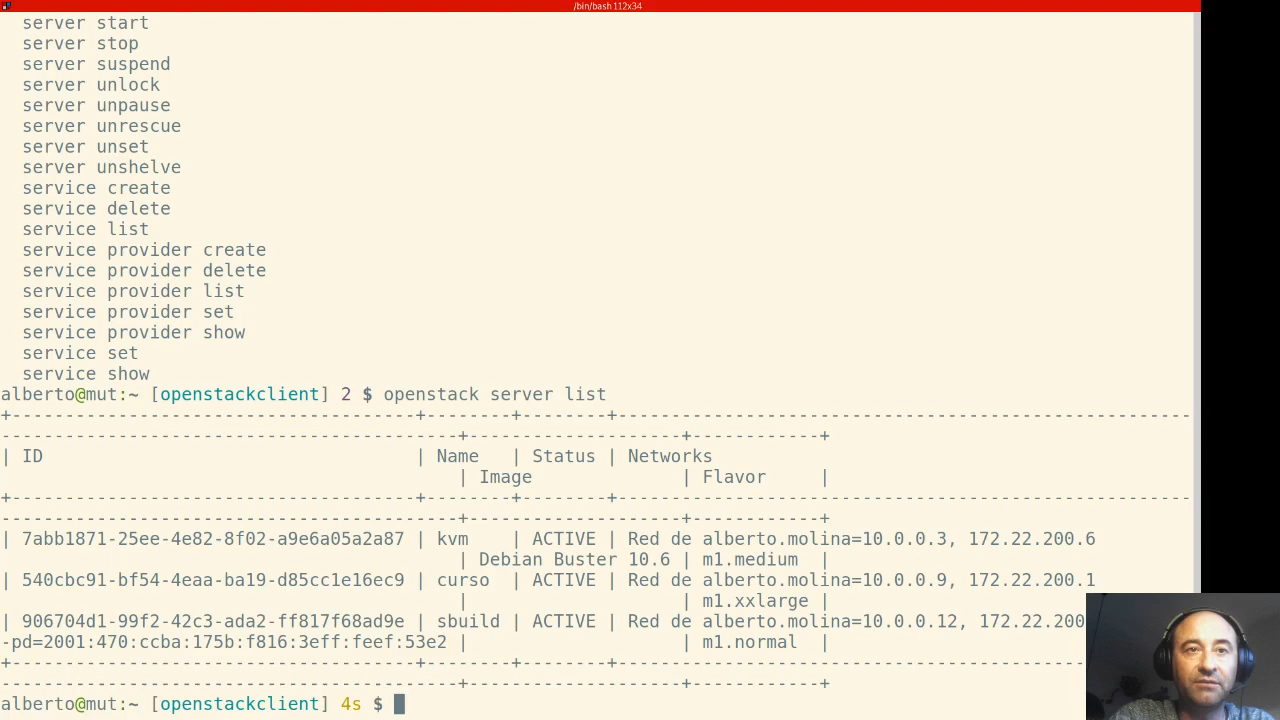 /bin/bash 112x34
server start
server stop
server suspend
server unlock
server unpause
server unrescue
server unset
server unshelve
service create
service delete
service list
service provider create
service provider delete
service provider list
service provider set
service provider show
service set
service show
alberto@mut:~ [openstackclient] 2 $ openstack server list
+--------------------------------------+--------+--------+------------------------------------------------------
-------------------------------------------+--------------------+-----------+
| ID                                   | Name   | Status | Networks
                                           | Image              | Flavor    |
+--------------------------------------+--------+--------+------------------------------------------------------
-------------------------------------------+--------------------+-----------+
| 7abb1871-25ee-4e82-8f02-a9e6a05a2a87 | kvm    | ACTIVE | Red de alberto.molina=10.0.0.3, 172.22.200.6
                                           | Debian Buster 10.6 | m1.medium  |
| 540cbc91-bf54-4eaa-ba19-d85cc1e16ec9 | curso  | ACTIVE | Red de alberto.molina=10.0.0.9, 172.22.200.1
                                           |                    | m1.xxlarge |
| 906704d1-99f2-42c3-ada2-ff817f68ad9e | sbuild | ACTIVE | Red de alberto.molina=10.0.0.12, 172.22.200
-pd=2001:470:ccba:175b:f816:3eff:feef:53e2 |                    | m1.normal  |
+--------------------------------------+--------+--------+--------------------------------------------
-------------------------------------------+--------------------+-----------+
alberto@mut:~ [openstackclient] 4s $